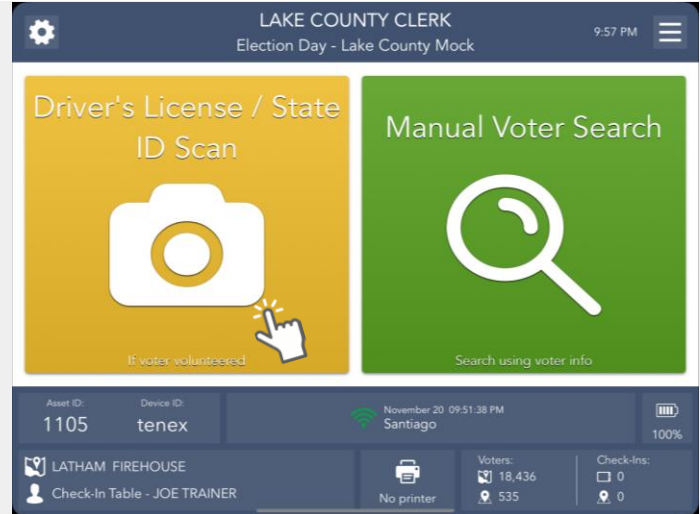 LAKE COUNTY CLERK
Election Day - Lake County Mock
9:57 PM
Driver's License / State
ID Scan
If voter volunteered
Manual Voter Search
Search using voter info
Asset ID:
1105
Device ID:
tenex
November 20 09:51:38 PM
Santiago
100%
LATHAM FIREHOUSE
Check-In Table - JOE TRAINER
No printer
Voters:
18,436
535
Check-Ins:
0
0